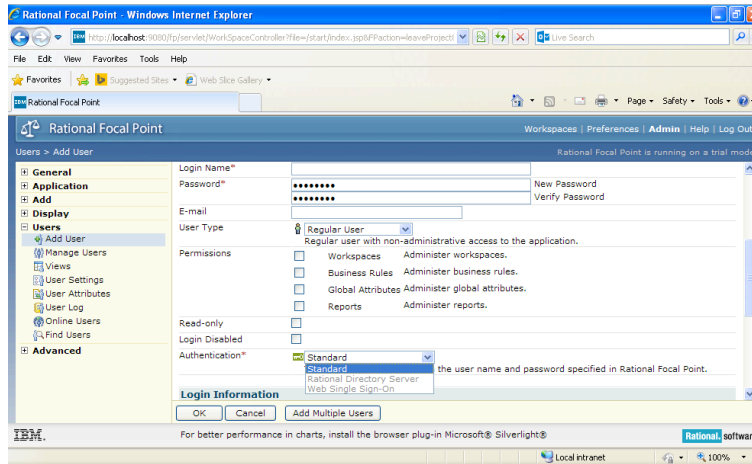 Rational Focal Point - Windows Internet Explorer
http://localhost:9080/fp/servlet/WorkSpaceController?file=/start/index.jsp&FPaction=leaveProject
Live Search
File Edit View Favorites Tools Help
Favorites Suggested Sites Web Slice Gallery
Rational Focal Point
Page Safety Tools
Rational Focal Point
Workspaces | Preferences | Admin | Help | Log Out
Users > Add User
Rational Focal Point is running on a trial mode
General
Application
Add
Display
Users
Add User
Manage Users
Views
User Settings
User Attributes
User Log
Online Users
Find Users
Advanced
Login Name*
Password*
New Password
Verify Password
E-mail
User Type
Regular User
Regular user with non-administrative access to the application.
Permissions
Workspaces Administer workspaces.
Business Rules Administer business rules.
Global Attributes Administer global attributes.
Reports Administer reports.
Read-only
Login Disabled
Authentication*
Standard
Standard
the user name and password specified in Rational Focal Point.
Rational Directory Server
Web Single Sign-On
Login Information
OK Cancel Add Multiple Users
IBM.
For better performance in charts, install the browser plug-in Microsoft® Silverlight®
Rational. softwar
Local intranet
100%